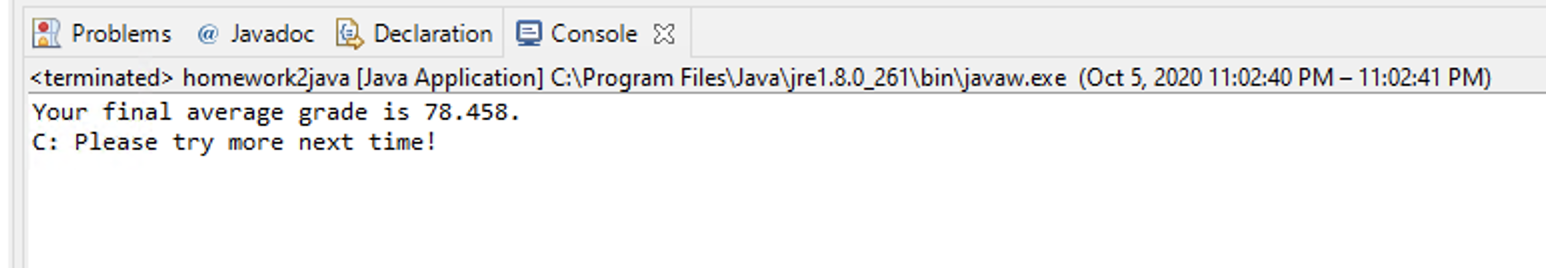 Problems @ Javadoc Declaration Console
<terminated> homework2java [Java Application] C:\Program Files\Java\jre1.8.0_261\bin\javaw.exe (Oct 5, 2020 11:02:40 PM – 11:02:41 PM)
Your final average grade is 78.458.
C: Please try more next time!